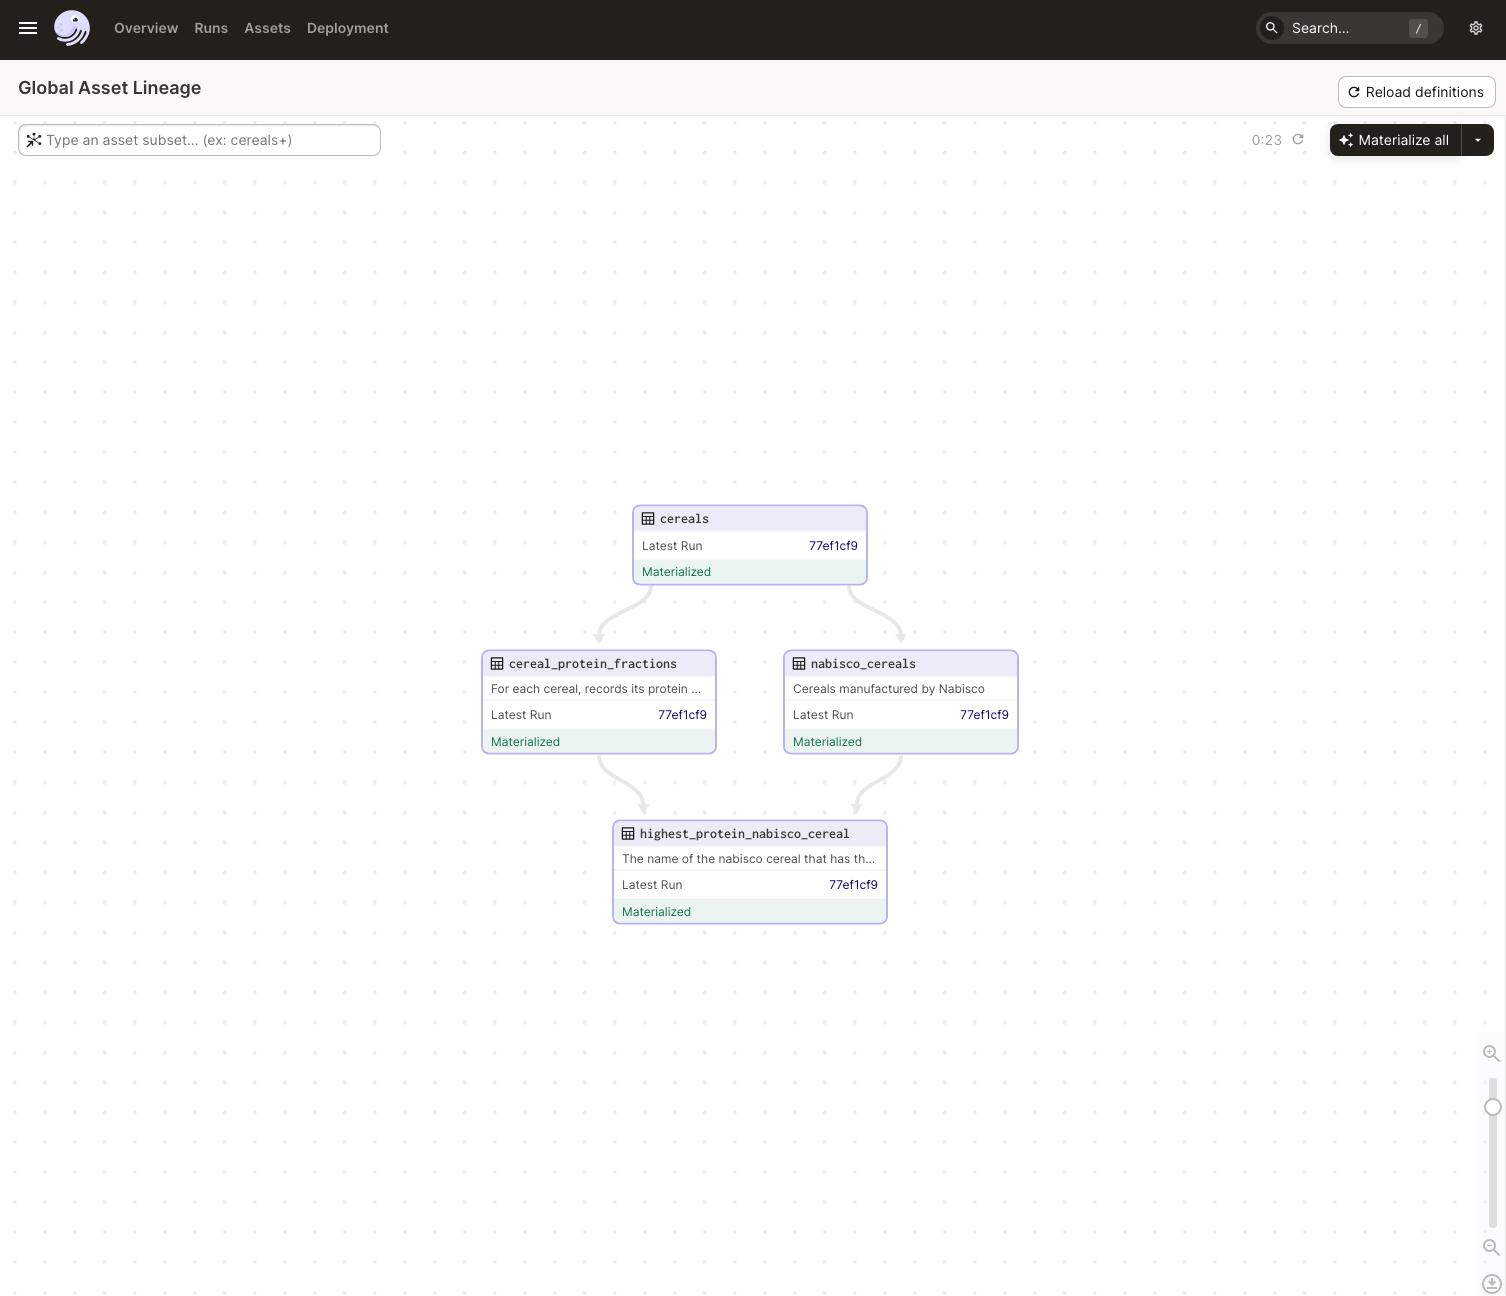 Overview Runs Assets Deployment Search... /
Global Asset Lineage
Reload definitions
Type an asset subset... (ex: cereals+)
0:23
Materialize all
cereals
Latest Run 77ef1cf9
Materialized
cereal_protein_fractions
For each cereal, records its protein ...
Latest Run 77ef1cf9
Materialized
nabisco_cereals
Cereals manufactured by Nabisco
Latest Run 77ef1cf9
Materialized
highest_protein_nabisco_cereal
The name of the nabisco cereal that has th...
Latest Run 77ef1cf9
Materialized